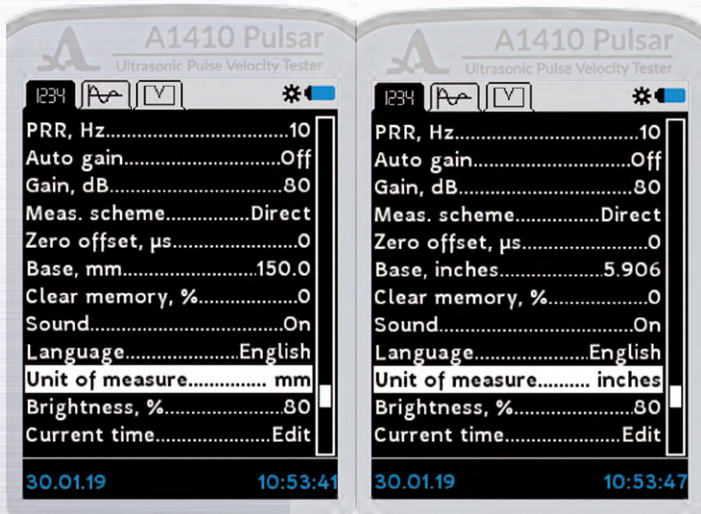 A1410 Pulsar
Ultrasonic Pulse Velocity Tester
1234
PRR, Hz..................................10
Auto gain..............................Off
Gain, dB.................................80
Meas. scheme................Direct
Zero offset, µs........................0
Base, mm..........................150.0
Clear memory, %...................0
Sound....................................On
Language..........................English
Unit of measure............... mm
Brightness, %.......................80
Current time.......................Edit
30.01.19 10:53:41
A1410 Pulsar
Ultrasonic Pulse Velocity Tester
1234
PRR, Hz..................................10
Auto gain..............................Off
Gain, dB.................................80
Meas. scheme................Direct
Zero offset, µs........................0
Base, inches....................5.906
Clear memory, %...................0
Sound....................................On
Language..........................English
Unit of measure.......... inches
Brightness, %.......................80
Current time.......................Edit
30.01.19 10:53:47